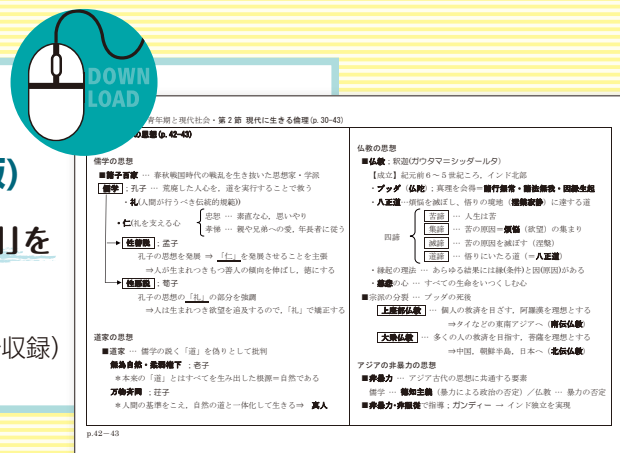 DOWN
LOAD
版)
」を
収録)
青年期と現代社会・第2節 現代に生きる倫理(p. 30-43)
の思想(p. 42-43)
儒学の思想
■諸子百家 … 春秋戦国時代の戦乱を生き抜いた思想家・学派
儒学:孔子 … 荒廃した人心を,道を実行することで救う
・礼(人間が行うべき伝統的規範))
・仁(礼を支える心
忠恕 … 素直な心,思いやり
孝悌 … 親や兄弟への愛,年長者に従う
性善説:孟子
孔子の思想を発展 ⇒ 「仁」を発展させることを主張
⇒人が生まれつきもつ善人の傾向を伸ばし,徳にする
性悪説:荀子
孔子の思想の「礼」の部分を強調
⇒人は生まれつき欲望を追及するので,「礼」で矯正する
道家の思想
■道家 … 儒学の説く「道」を偽りとして批判
無為自然・柔弱謙下 :老子
*本来の「道」とはすべてを生み出した根源=自然である
万物斉同 :荘子
*人間の基準をこえ,自然の道と一体化して生きる⇒ 真人
仏教の思想
■仏教:釈迦(ガウタマ=シッダールタ)
【成立】紀元前6~5世紀ころ,インド北部
・ブッダ(仏陀):真理を会得=諸行無常・諸法無我・因縁生起
・八正道…煩悩を滅ぼし,悟りの境地(涅槃寂静)に達する道
四諦
苦諦 … 人生は苦
集諦 … 苦の原因=煩悩(欲望)の集まり
滅諦 … 苦の原因を滅ぼす(涅槃)
道諦 … 悟りにいたる道(=八正道)
・縁起の理法 … あらゆる結果には縁(条件)と因(原因)がある
・慈悲の心 … すべての生命をいつくしむ心
■宗派の分裂 … ブッダの死後
上座部仏教 … 個人の救済を目ざす,阿羅漢を理想とする
⇒タイなどの東南アジアへ(南伝仏教)
大乗仏教 … 多くの人の救済を目指す,菩薩を理想とする
⇒中国,朝鮮半島,日本へ(北伝仏教)
アジアの非暴力の思想
■非暴力 … アジア古代の思想に共通する要素
儒学 … 徳知主義(暴力による政治の否定)/仏教 … 暴力の否定
■非暴力・非服従で指導:ガンディー → インド独立を実現
p.42-43